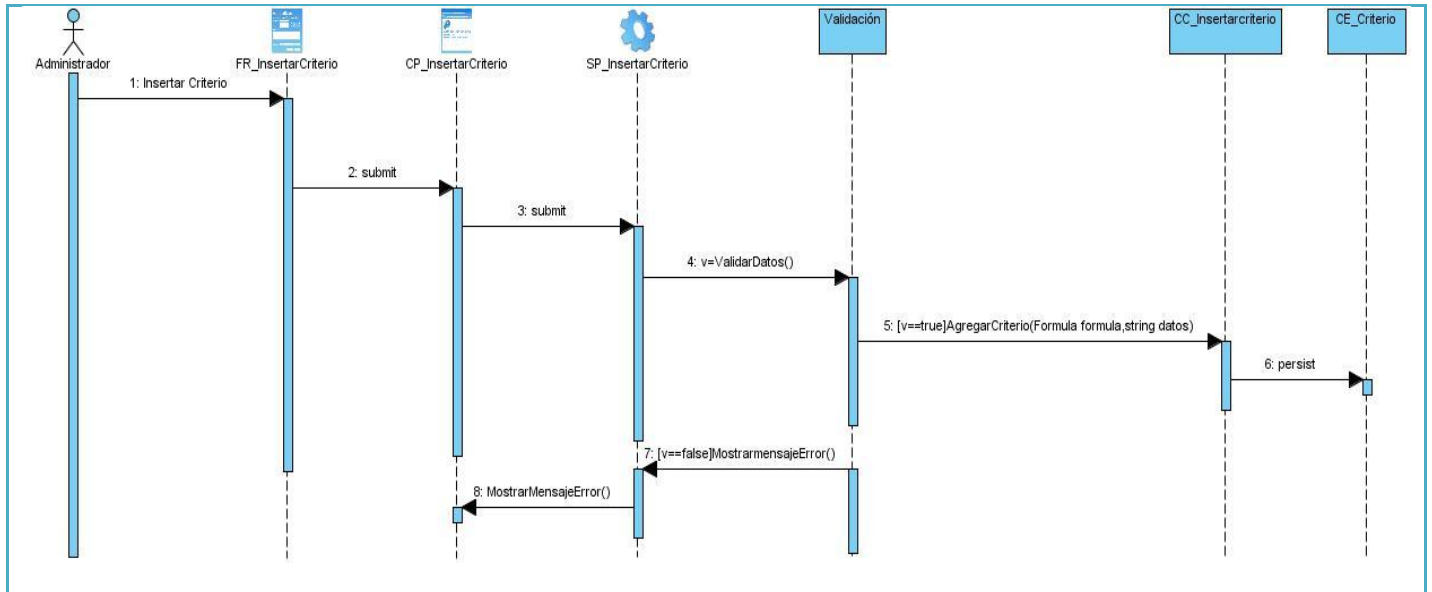 Administrador
FR_InsertarCriterio
CP_InsertarCriterio
SP_InsertarCriterio
Validación
CC_Insertarcriterio
CE_Criterio
1: Insertar Criterio
2: submit
3: submit
4: v=ValidarDatos()
5: [v==true]AgregarCriterio(Formula formula,string datos)
6: persist
7: [v==false]MostrarmensajeError()
8: MostrarMensajeError()